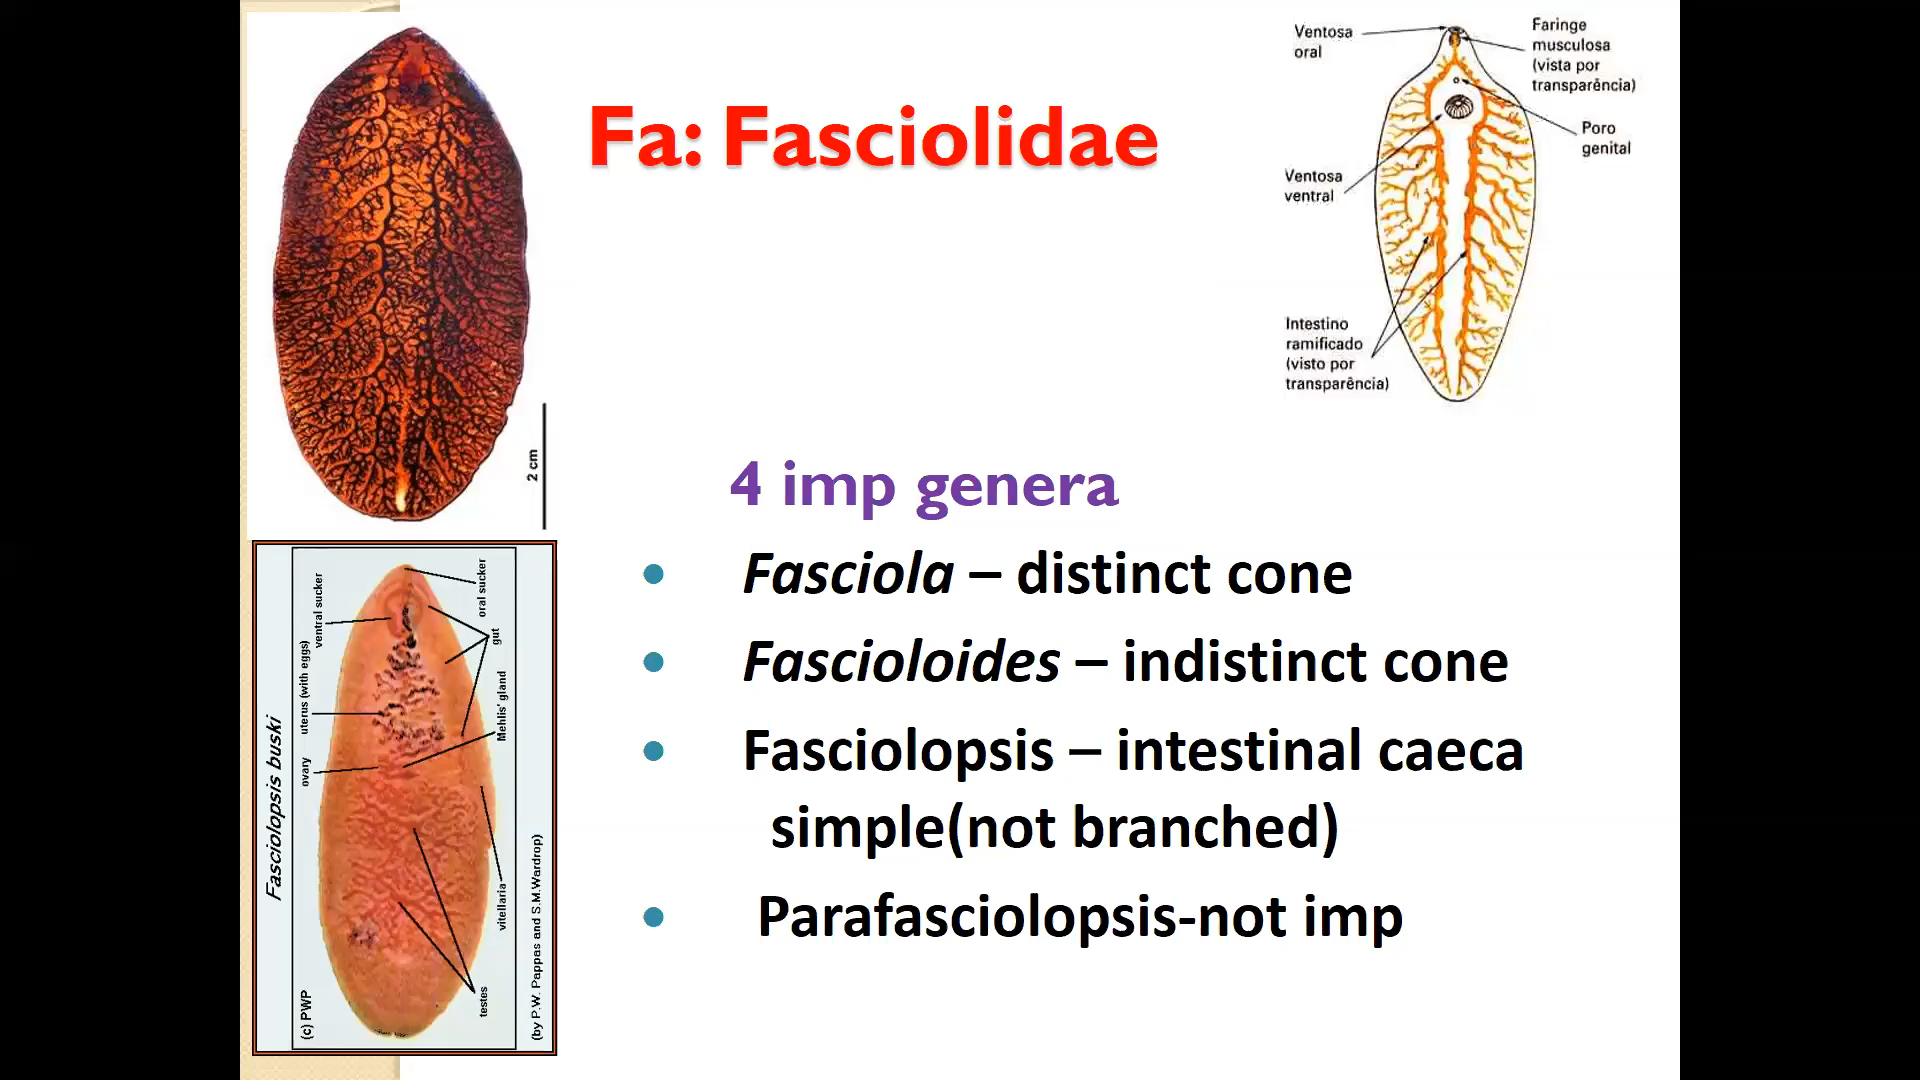 Fa: Fasciolidae
Ventosa
oral
Faringe
musculosa
(vista por
transparência)
Poro
genital
Ventosa
ventral
Intestino
ramificado
(visto por
transparência)
2 cm
4 imp genera
• Fasciola – distinct cone
• Fascioloides – indistinct cone
• Fasciolopsis – intestinal caeca
simple(not branched)
• Parafasciolopsis-not imp
Fasciolopsis buski
ventral sucker
oral sucker
gut
uterus (with eggs)
Mehlis' gland
ovary
vitellaria
testes
(c) PWP
(by P.W. Pappas and S.M.Wardrop)